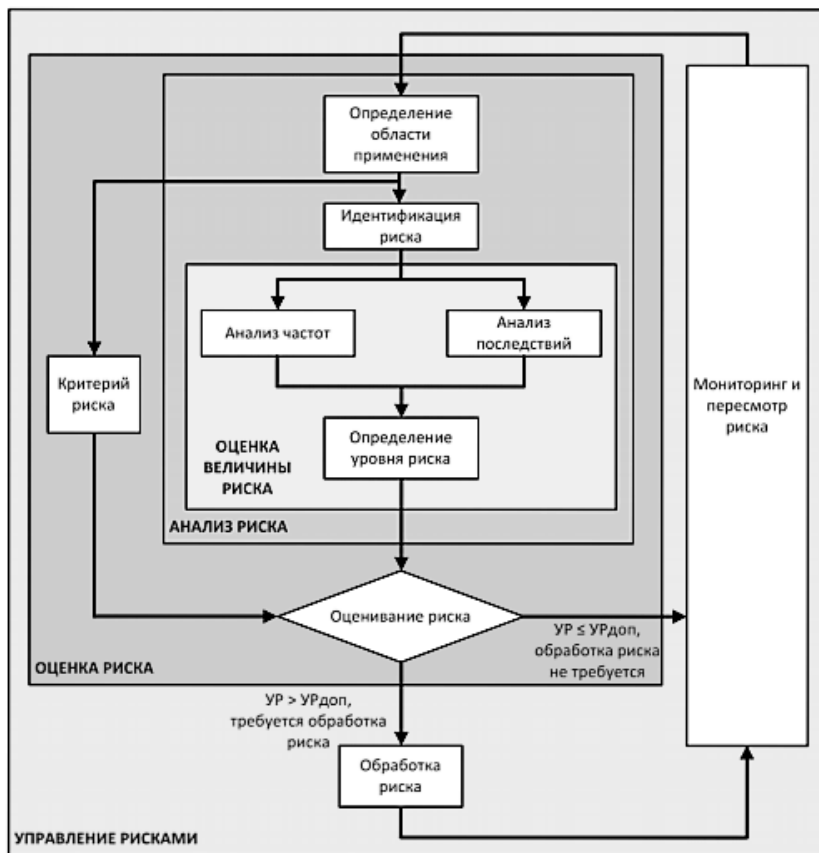 Определение
области
применения
Идентификация
риска
Анализ частот
Анализ
последствий
Критерий
риска
Мониторинг и
пересмотр
риска
Определение
уровня риска
ОЦЕНКА
ВЕЛИЧИНЫ
РИСКА
АНАЛИЗ РИСКА
Оценивание риска
УР ≤ УРдоп,
обработка риска
не требуется
ОЦЕНКА РИСКА
УР > УРдоп,
требуется обработка
риска
Обработка
риска
УПРАВЛЕНИЕ РИСКАМИ